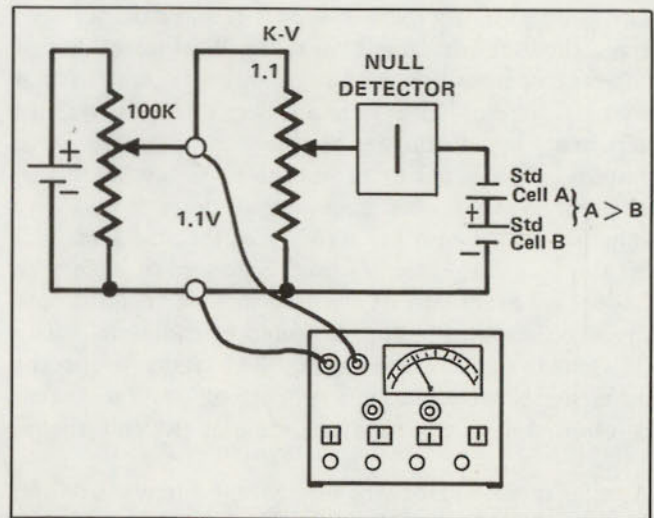 K-V
1.1
NULL
DETECTOR
100K
+
−
1.1V
Std
Cell A
+
Std
Cell B
−
} A > B